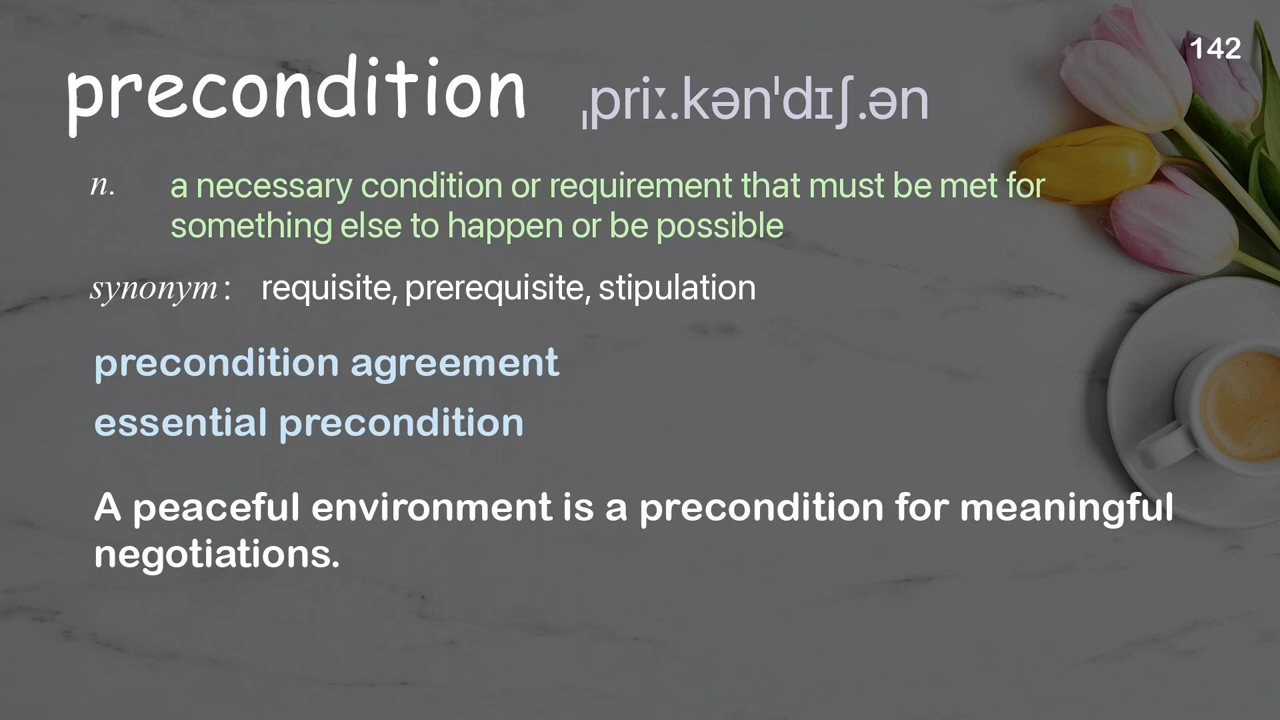 142
precondition ˌpriː.kənˈdɪʃ.ən
n. a necessary condition or requirement that must be met for
something else to happen or be possible
synonym: requisite, prerequisite, stipulation
precondition agreement
essential precondition
A peaceful environment is a precondition for meaningful
negotiations.